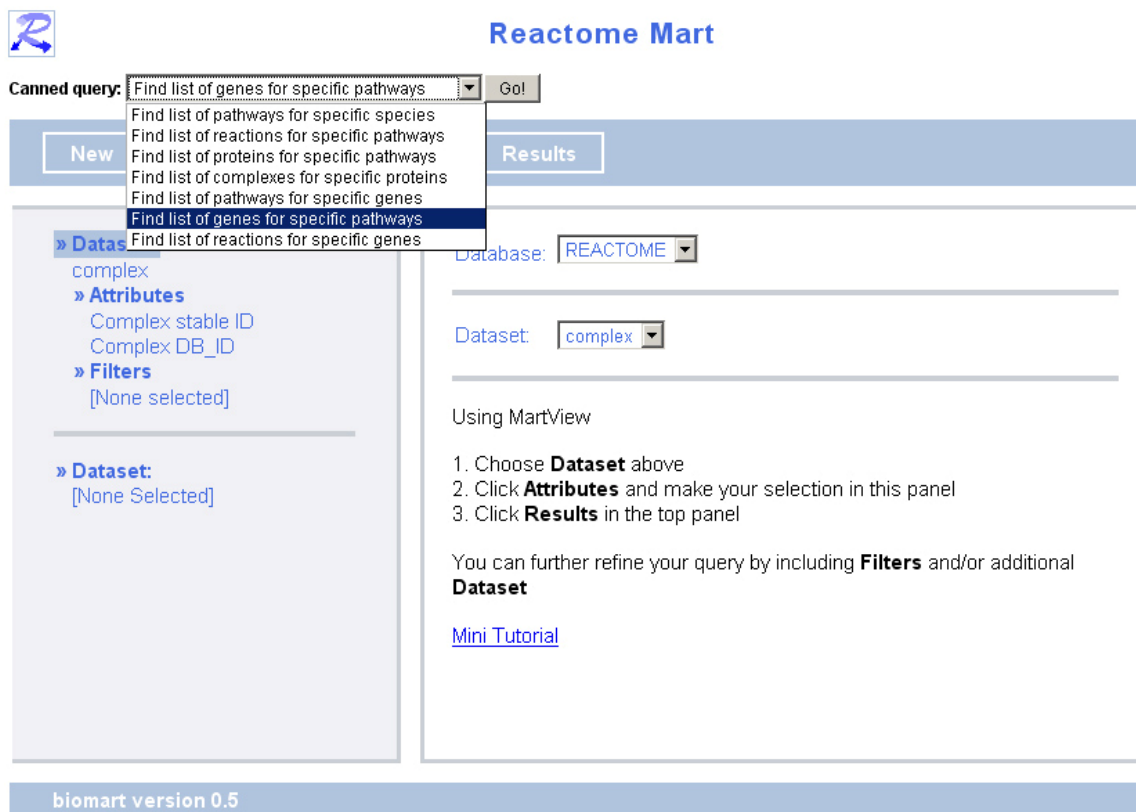 R
Reactome Mart
Canned query: Find list of genes for specific pathways Go!
Find list of pathways for specific species
Find list of reactions for specific pathways
Find list of proteins for specific pathways
Find list of complexes for specific proteins
Find list of pathways for specific genes
Find list of genes for specific pathways
Find list of reactions for specific genes
New Results
» Datas
complex
» Attributes
Complex stable ID
Complex DB_ID
» Filters
[None selected]
» Dataset:
[None Selected]
Database: REACTOME
Dataset: complex
Using MartView
1. Choose Dataset above
2. Click Attributes and make your selection in this panel
3. Click Results in the top panel
You can further refine your query by including Filters and/or additional
Dataset
Mini Tutorial
biomart version 0.5